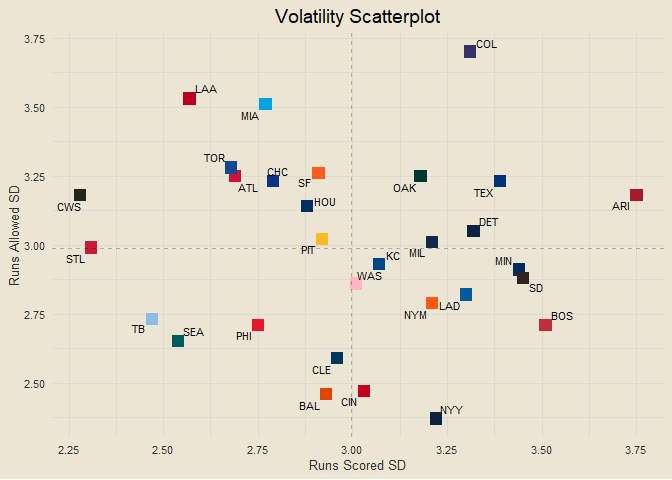 Volatility Scatterplot
3.75
COL
LAA
3.50
MIA
TOR
CHC
3.25
ATL
SF
OAK
TEX
CWS
HOU
ARI
DET
3.00
STL
PIT
MIL
KC
MIN
WAS
SD
2.75
TB
SEA
PHI
NYM
LAD
BOS
CLE
2.50
BAL
CIN
NYY
Runs Allowed SD
2.25 2.50 2.75 3.00 3.25 3.50 3.75
Runs Scored SD